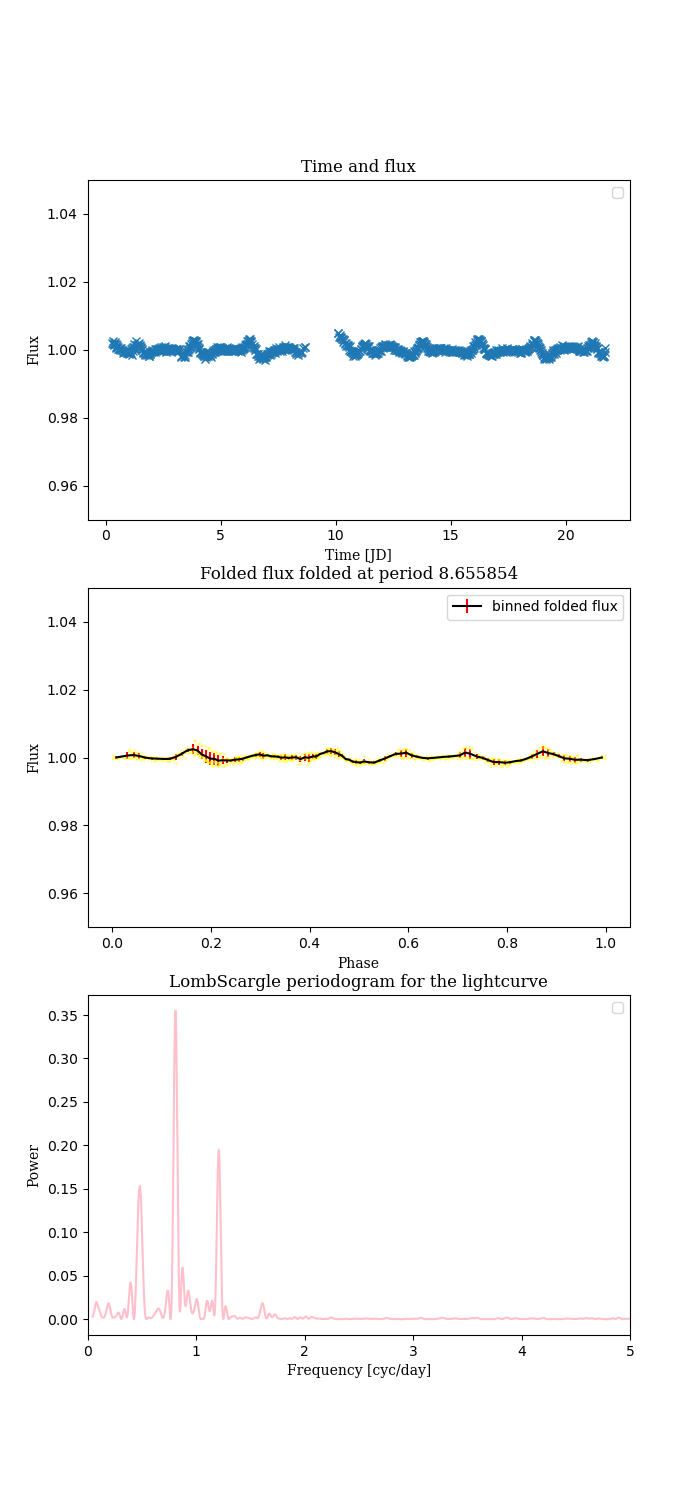 Time and flux
1.04
1.02
1.00
0.98
0.96
Flux
0 5 10 15 20
Time [JD]
Folded flux folded at period 8.655854
binned folded flux
1.04
1.02
1.00
0.98
0.96
Flux
0.0 0.2 0.4 0.6 0.8 1.0
Phase
LombScargle periodogram for the lightcurve
0.35
0.30
0.25
0.20
0.15
0.10
0.05
0.00
Power
0 1 2 3 4 5
Frequency [cyc/day]